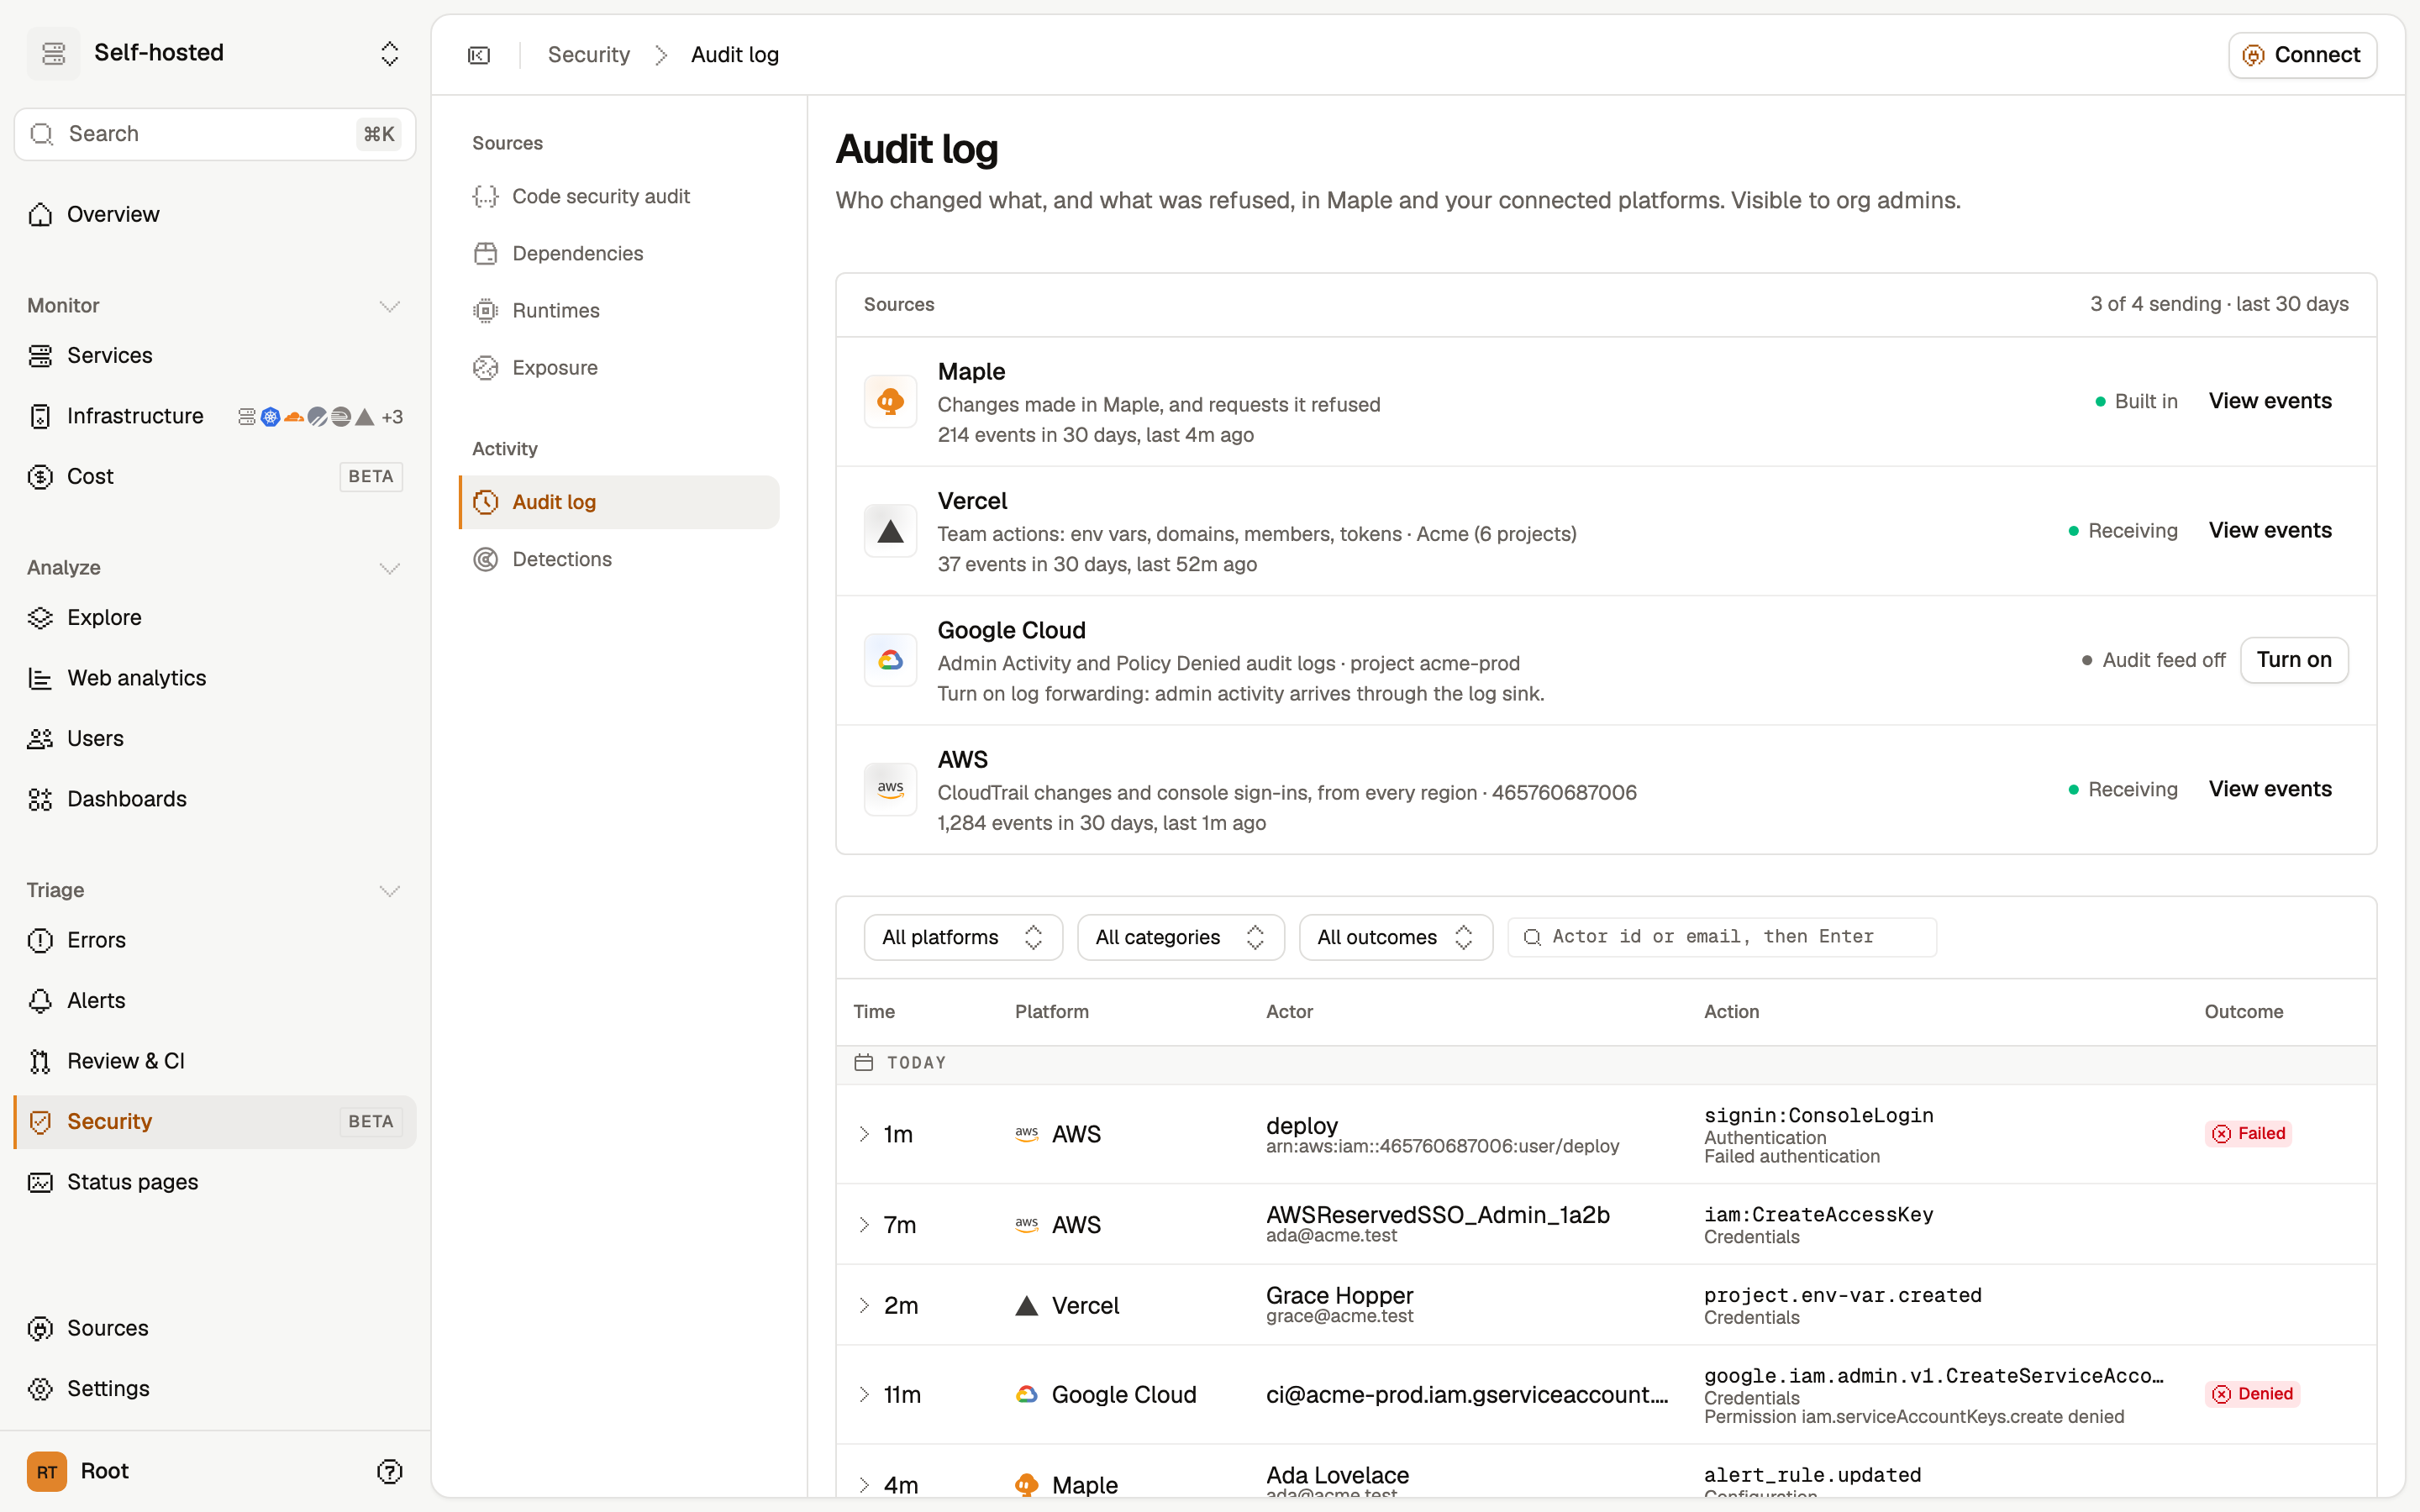 Self-hosted
Search ⌘K
Overview
Monitor
Services
Infrastructure +3
Cost BETA
Analyze
Explore
Web analytics
Users
Dashboards
Triage
Errors
Alerts
Review & CI
Security BETA
Status pages
Sources
Settings
RT Root
Security Audit log
Connect
Sources
Code security audit
Dependencies
Runtimes
Exposure
Activity
Audit log
Detections
Audit log
Who changed what, and what was refused, in Maple and your connected platforms. Visible to org admins.
Sources 3 of 4 sending · last 30 days
Maple
Changes made in Maple, and requests it refused
214 events in 30 days, last 4m ago
Built in View events
Vercel
Team actions: env vars, domains, members, tokens · Acme (6 projects)
37 events in 30 days, last 52m ago
Receiving View events
Google Cloud
Admin Activity and Policy Denied audit logs · project acme-prod
Turn on log forwarding: admin activity arrives through the log sink.
Audit feed off Turn on
aws
AWS
CloudTrail changes and console sign-ins, from every region · 465760687006
1,284 events in 30 days, last 1m ago
Receiving View events
All platforms All categories All outcomes Actor id or email, then Enter
Time Platform Actor Action Outcome
TODAY
1m aws AWS deploy
arn:aws:iam::465760687006:user/deploy
signin:ConsoleLogin
Authentication
Failed authentication
Failed
7m aws AWS AWSReservedSSO_Admin_1a2b
ada@acme.test
iam:CreateAccessKey
Credentials
2m Vercel Grace Hopper
grace@acme.test
project.env-var.created
Credentials
11m Google Cloud ci@acme-prod.iam.gserviceaccount....
google.iam.admin.v1.CreateServiceAcco…
Credentials
Permission iam.serviceAccountKeys.create denied
Denied
4m Maple Ada Lovelace
ada@acme.test
alert_rule.updated
Configuration